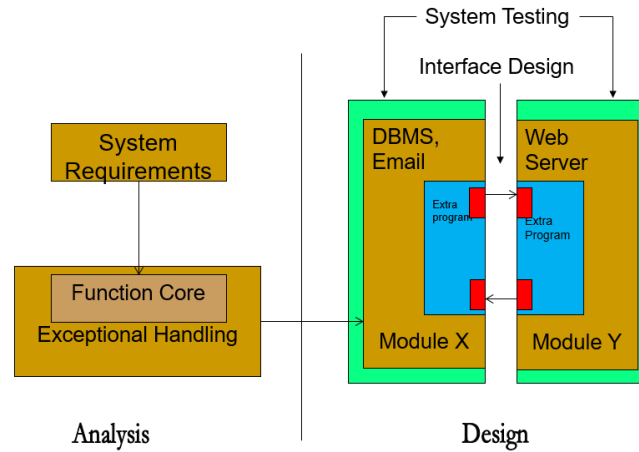 System Testing
Interface Design
System
Requirements
DBMS,
Email
Web
Server
Extra
program
Extra
Program
Function Core
Exceptional Handling
Module X
Module Y
Analysis
Design